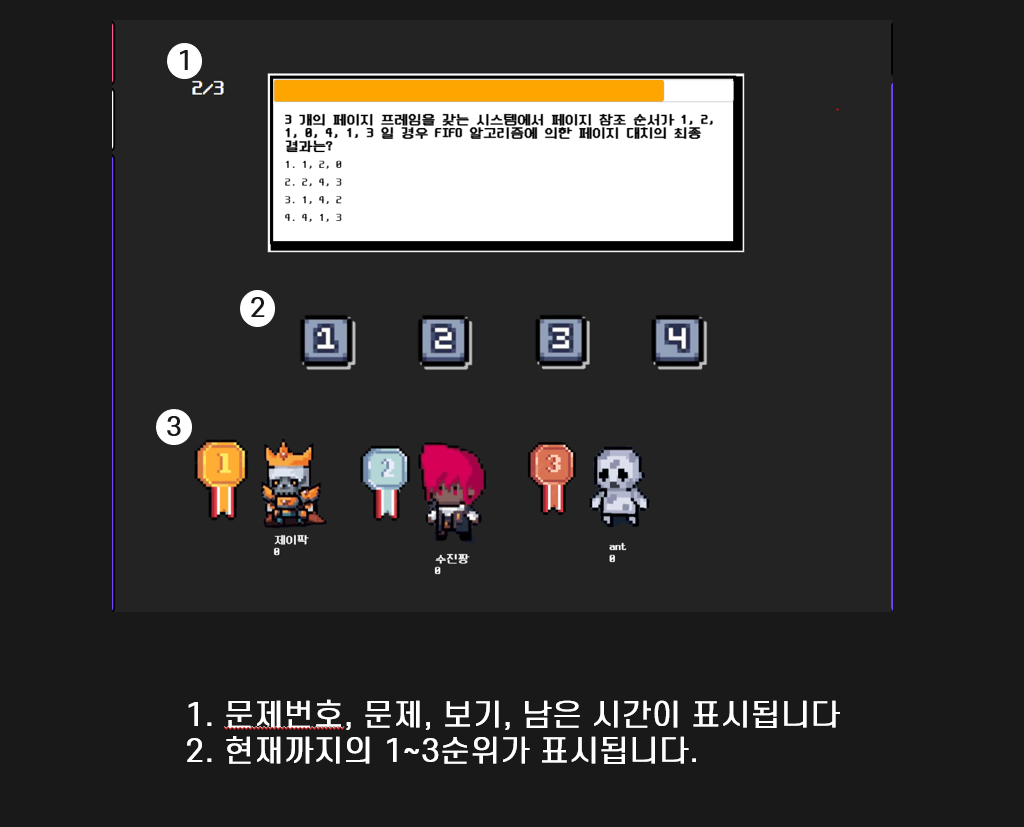 1
2/3
3 개의 페이지 프레임을 갖는 시스템에서 페이지 참조 순서가 1, 2,
1, 0, 4, 1, 3 일 경우 FIFO 알고리즘에 의한 페이지 대치의 최종
결과는?
1. 1, 2, 0
2. 2, 4, 3
3. 1, 4, 2
4. 4, 1, 3
2
1 2 3 4
3
1 2 3
제이팍
0
수진짱
0
ant
0
1. 문제번호, 문제, 보기, 남은 시간이 표시됩니다
2. 현재까지의 1~3순위가 표시됩니다.